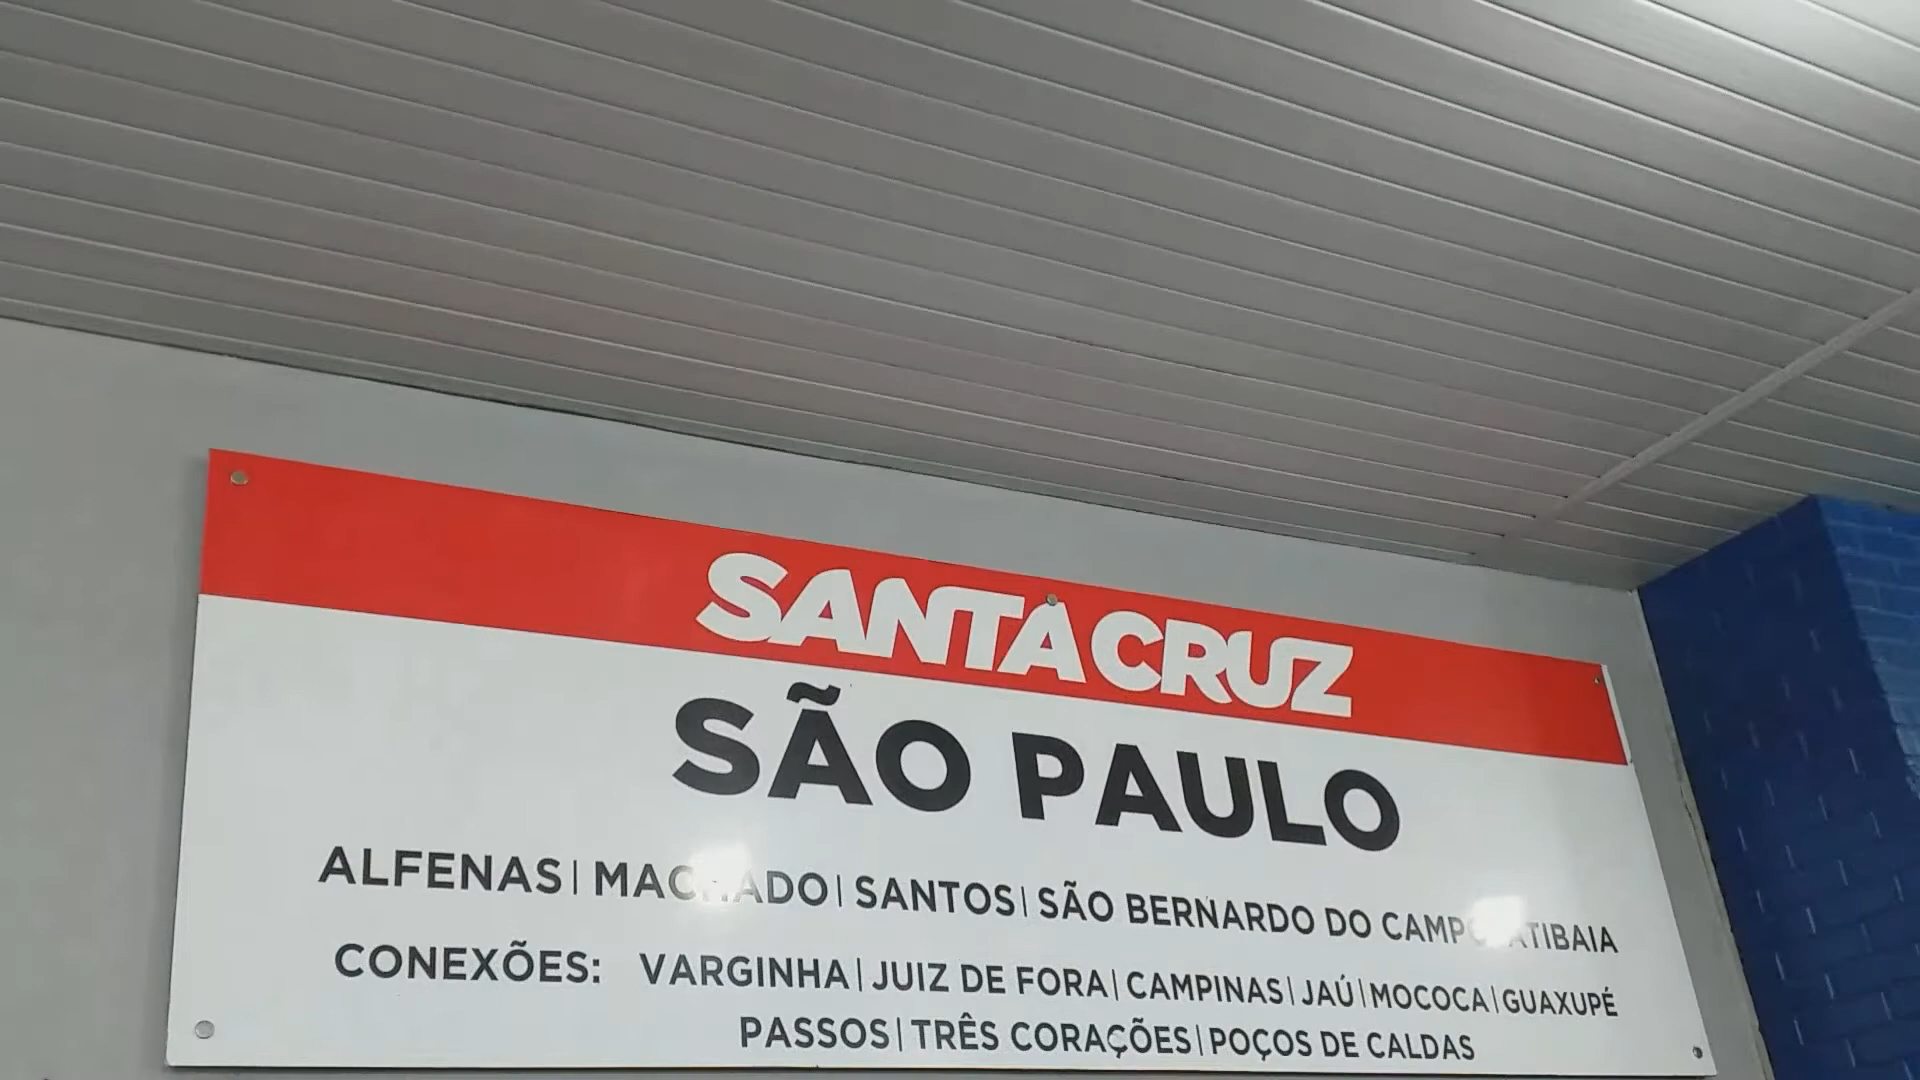 SANTA CRUZ
SÃO PAULO
ALFENAS | MACHADO | SANTOS | SÃO BERNARDO DO CAMPO | ATIBAIA
CONEXÕES: VARGINHA | JUIZ DE FORA | CAMPINAS | JAÚ | MOCOCA | GUAXUPÉ
PASSOS | TRÊS CORAÇÕES | POÇOS DE CALDAS